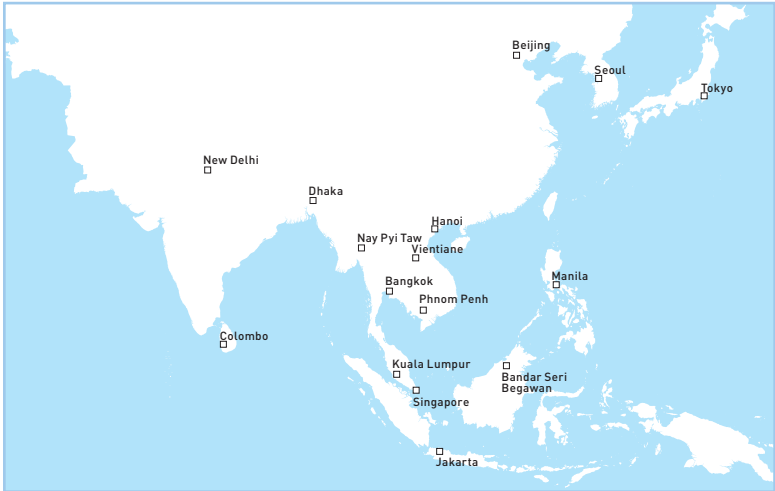 Beijing
Seoul
Tokyo
New Delhi
Dhaka
Hanoi
Nay Pyi Taw
Vientiane
Manila
Bangkok
Phnom Penh
Colombo
Kuala Lumpur
Bandar Seri
Begawan
Singapore
Jakarta